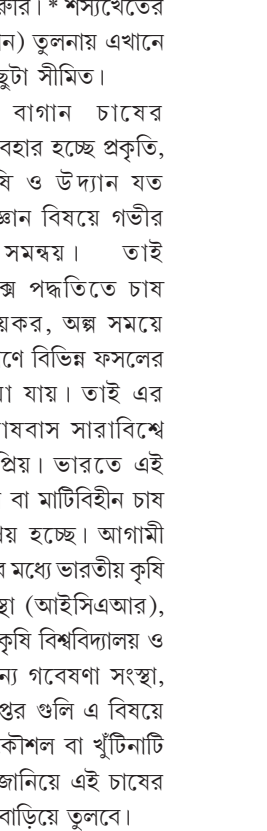 রুরি। * শস্যখেতের
ন) তুলনায় এখানে
ছুটা সীমিত।
বাগান চাষের
বহার হচ্ছে প্রকৃতি,
ষি ও উদ্যান যত
জ্ঞান বিষয়ে গভীর
সমন্বয়। তাই
ক্স পদ্ধতিতে চাষ
য়কর, অল্প সময়ে
ণে বিভিন্ন ফসলের
যা যায়। তাই এর
াষবাস সারাবিশ্বে
প্রিয়। ভারতে এই
বা মাটিবিহীন চাষ
হচ্ছে। আগামী
র মধ্যে ভারতীয় কৃষি
স্থা (আইসিএআর),
কৃষি বিশ্ববিদ্যালয় ও
ন্য গবেষণা সংস্থা,
প্তর গুলি এ বিষয়ে
কৌশল বা খুঁটিনাটি
জানিয়ে এই চাষের
বাড়িয়ে তুলবে।